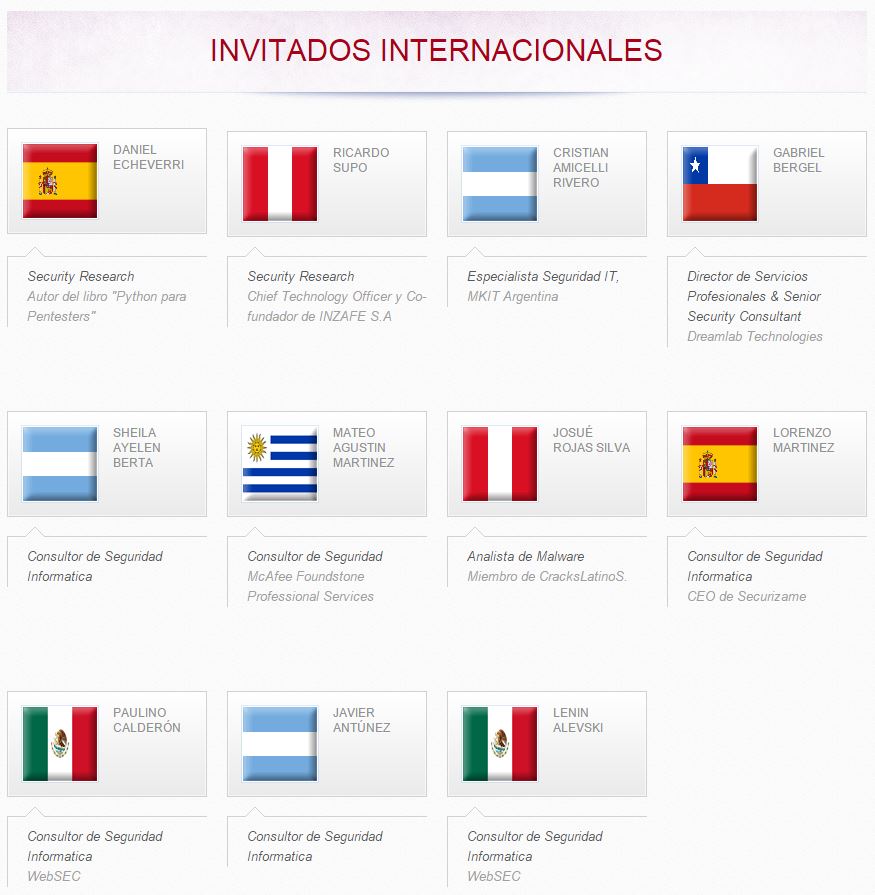 INVITADOS INTERNACIONALES
DANIEL
ECHEVERRI
Security Research
Autor del libro "Python para
Pentesters"
RICARDO
SUPO
Security Research
Chief Technology Officer y Co-
fundador de INZAFE S.A
CRISTIAN
AMICELLI
RIVERO
Especialista Seguridad IT,
MKIT Argentina
GABRIEL
BERGEL
Director de Servicios
Profesionales & Senior
Security Consultant
Dreamlab Technologies
SHEILA
AYELEN
BERTA
Consultor de Seguridad
Informatica
MATEO
AGUSTIN
MARTINEZ
Consultor de Seguridad
McAfee Foundstone
Professional Services
JOSUÉ
ROJAS SILVA
Analista de Malware
Miembro de CracksLatinoS.
LORENZO
MARTINEZ
Consultor de Seguridad
Informatica
CEO de Securizame
PAULINO
CALDERÓN
Consultor de Seguridad
Informatica
WebSEC
JAVIER
ANTÚNEZ
Consultor de Seguridad
Informatica
LENIN
ALEVSKI
Consultor de Seguridad
Informatica
WebSEC